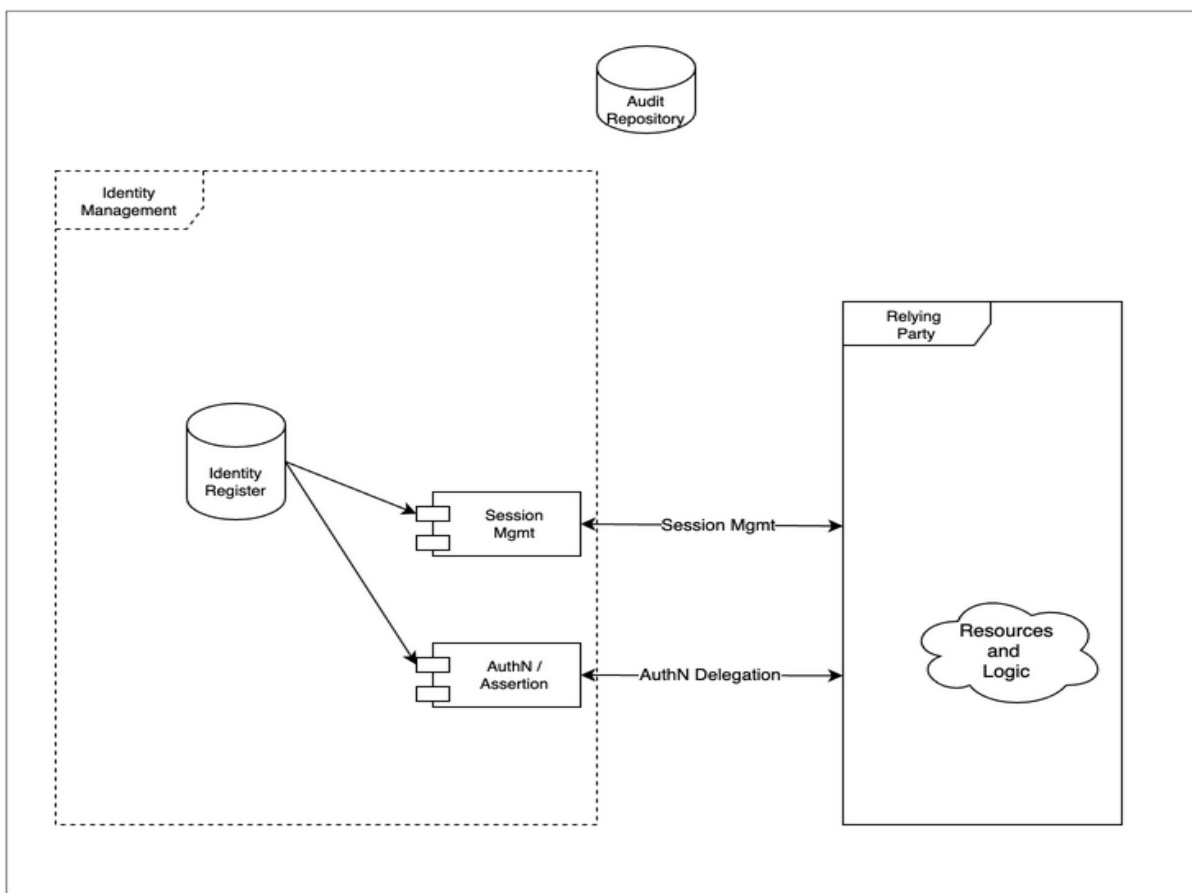 Audit
Repository
Identity
Management
Relying
Party
Identity
Register
Session
Mgmt
Session Mgmt
Resources
and
Logic
AuthN /
Assertion
AuthN Delegation